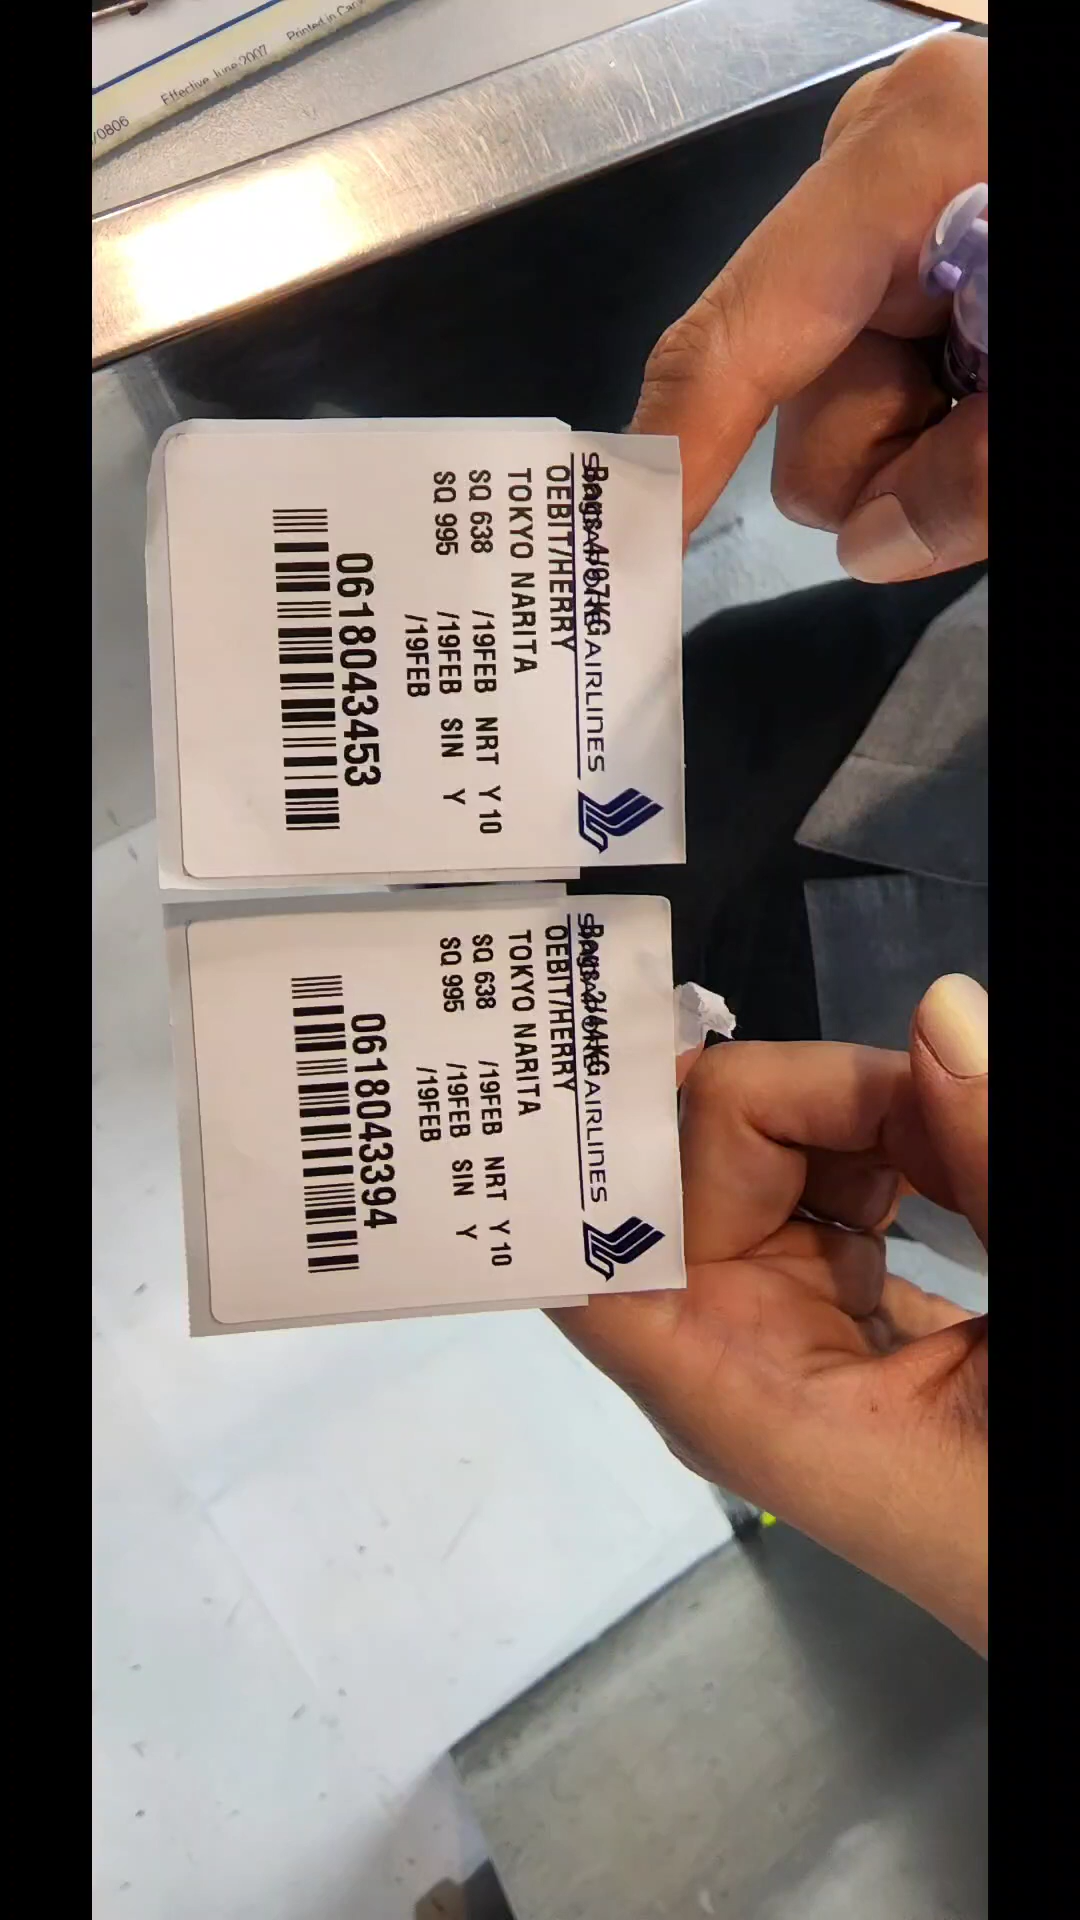 /0806 Effective June 2007 Printed in Can
SINGAPORE AIRLINES
Bags 4/87KG
OEBIT/HERRY
TOKYO NARITA
SQ 638 /19FEB NRT Y 10
SQ 995 /19FEB SIN Y
/19FEB
0618043453
SINGAPORE AIRLINES
Bags 2/44KG
OEBIT/HERRY
TOKYO NARITA
SQ 638 /19FEB NRT Y 10
SQ 995 /19FEB SIN Y
/19FEB
0618043394